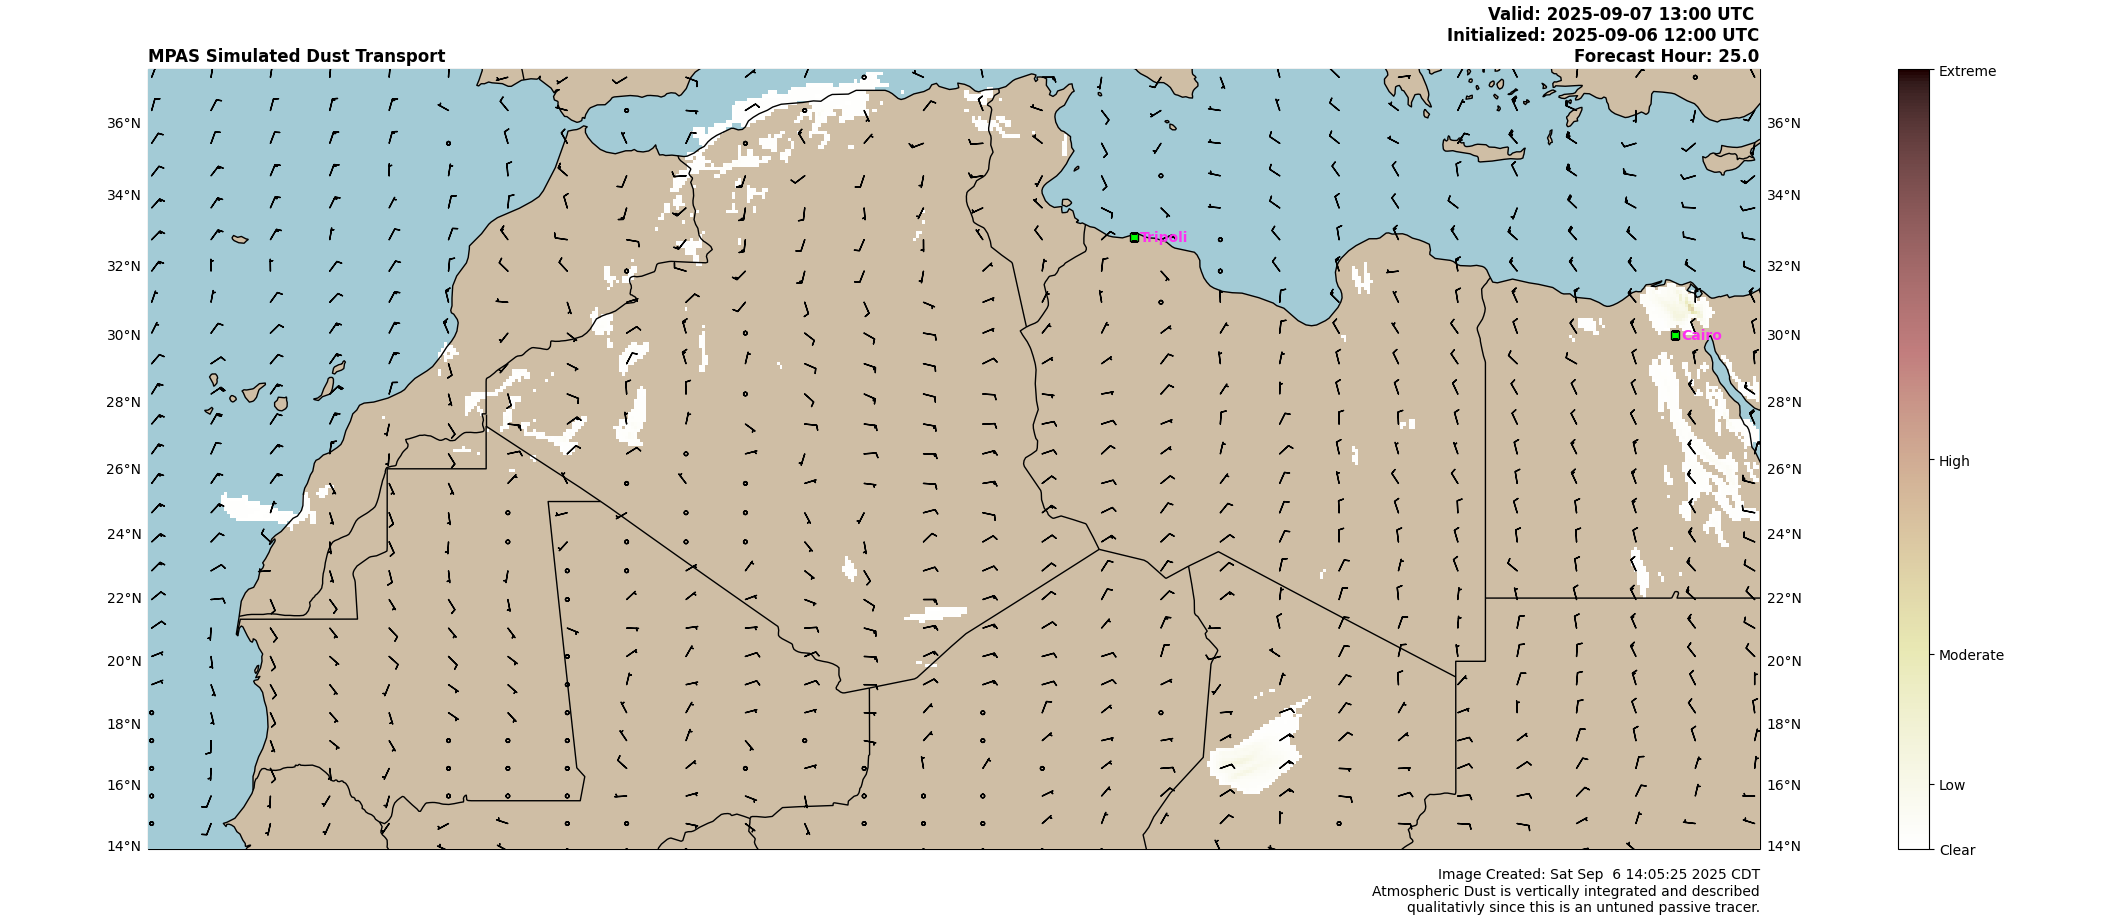 Valid: 2025-09-07 13:00 UTC
Initialized: 2025-09-06 12:00 UTC
MPAS Simulated Dust Transport
Forecast Hour: 25.0
Extreme
36°N
36°N
34°N
34°N
Tripoli
32°N
32°N
30°N
Cairo
30°N
28°N
28°N
26°N
26°N
High
24°N
24°N
22°N
22°N
20°N
20°N
Moderate
18°N
18°N
16°N
16°N
Low
14°N
14°N
Clear
Image Created: Sat Sep  6 14:05:25 2025 CDT
Atmospheric Dust is vertically integrated and described
qualitativly since this is an untuned passive tracer.